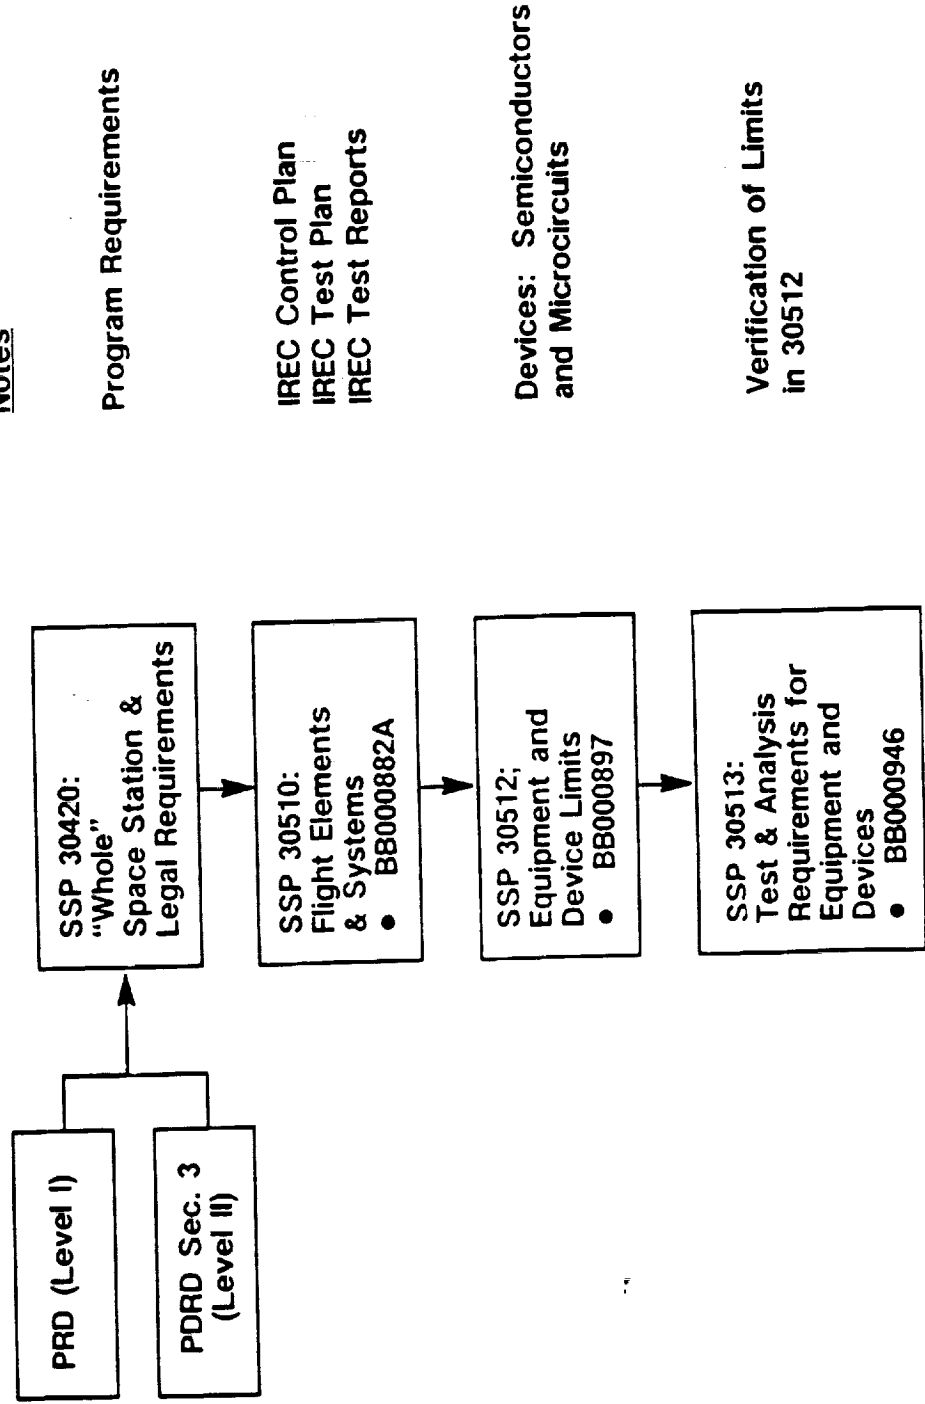 Notes
PRD (Level I)
PDRD Sec. 3
(Level II)
SSP 30420:
“Whole”
Space Station &
Legal Requirements
Program Requirements
SSP 30510:
Flight Elements
& Systems
● BB000882A
IREC Control Plan
IREC Test Plan
IREC Test Reports
SSP 30512;
Equipment and
Device Limits
● BB000897
Devices: Semiconductors
and Microcircuits
SSP 30513:
Test & Analysis
Requirements for
Equipment and
Devices
● BB000946
Verification of Limits
in 30512